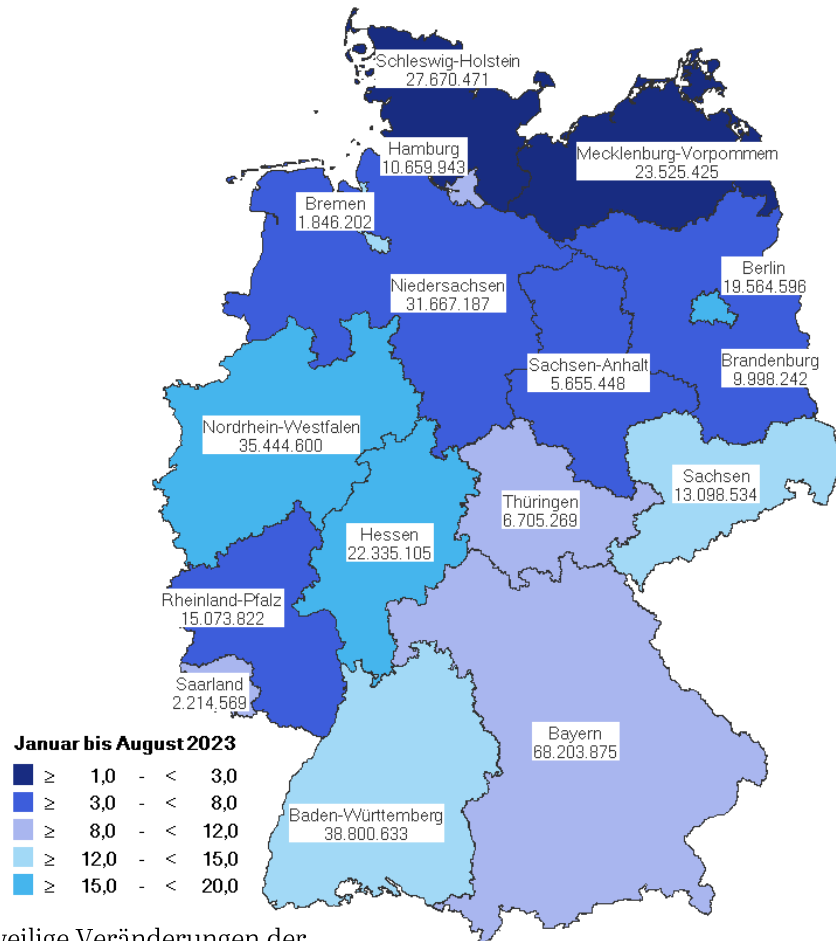 Schleswig-Holstein
27.670.471
Hamburg
10.659.943
Mecklenburg-Vorpommern
23.525.425
Bremen
1.846.202
Niedersachsen
31.667.187
Berlin
19.564.596
Sachsen-Anhalt
5.655.448
Brandenburg
9.998.242
Nordrhein-Westfalen
35.444.600
Sachsen
13.098.534
Thüringen
6.705.269
Hessen
22.335.105
Rheinland-Pfalz
15.073.822
Saarland
2.214.569
Bayern
68.203.875
Baden-Württemberg
38.800.633
Januar bis August 2023
≥ 1,0 - < 3,0
≥ 3,0 - < 8,0
≥ 8,0 - < 12,0
≥ 12,0 - < 15,0
≥ 15,0 - < 20,0
weilige Veränderungen der